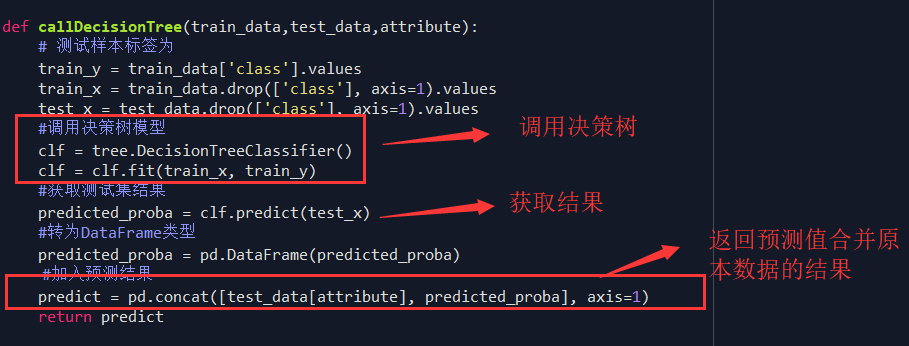 def callDecisionTree(train_data,test_data,attribute):
# 测试样本标签为
train_y = train_data['class'].values
train_x = train_data.drop(['class'], axis=1).values
test_x = test_data.drop(['class'], axis=1).values
#调用决策树模型
clf = tree.DecisionTreeClassifier()
clf = clf.fit(train_x, train_y)
调用决策树
#获取测试集结果
predicted_proba = clf.predict(test_x)
获取结果
#转为DataFrame类型
predicted_proba = pd.DataFrame(predicted_proba)
#加入预测结果
predict = pd.concat([test_data[attribute], predicted_proba], axis=1)
返回预测值合并原
本数据的结果
return predict